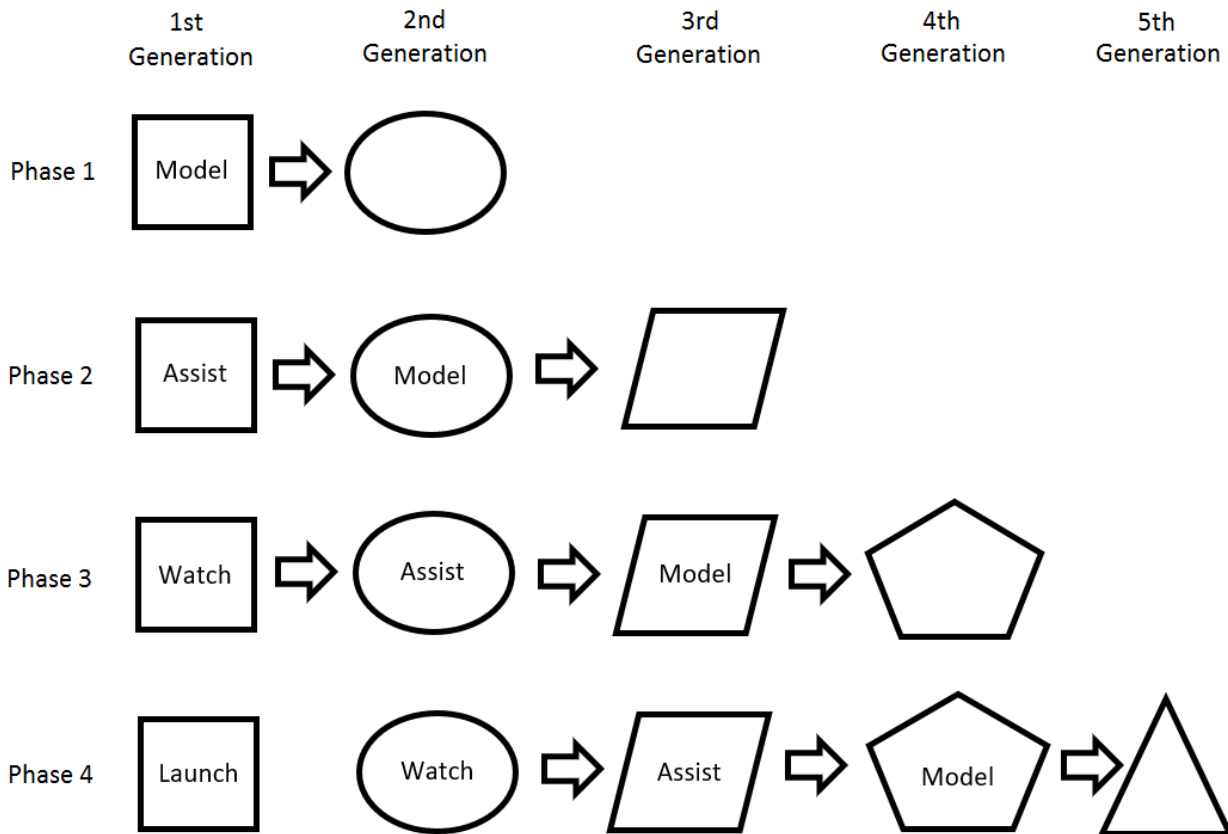 1st
Generation
2nd
Generation
3rd
Generation
4th
Generation
5th
Generation
Phase 1
Model
Phase 2
Assist
Model
Phase 3
Watch
Assist
Model
Phase 4
Launch
Watch
Assist
Model